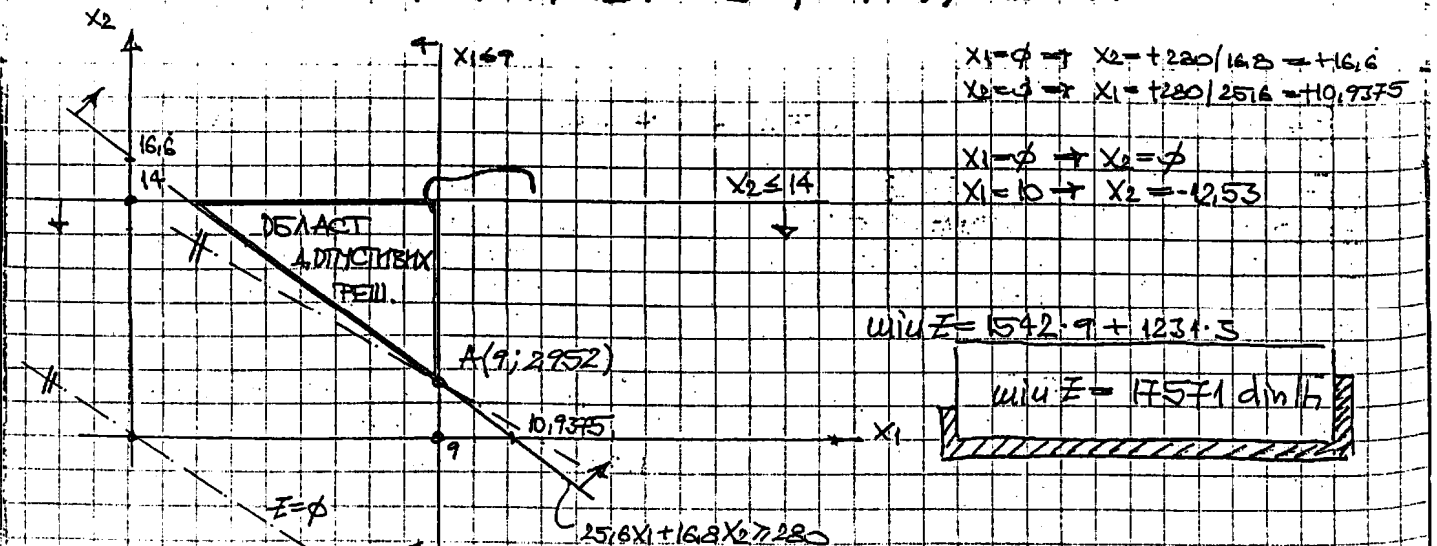 X2
X1≤9
X1=ϕ ⇒ X2=+280/16,8=+16,6
X2=ϕ ⇒ X1=+280/25,6=+10,9375
16,6
14
X1=ϕ → X2=ϕ
X1=10 → X2=-12,53
X2≤14
ОБЛАСТ
ДОПУСТИВИХ
РЕШ.
min Z=1542·9+1231·3
A(9;2,952)
min Z=17571 din/h
10,9375
X1
9
Z=ϕ
25,6X1+16,8X2≥280